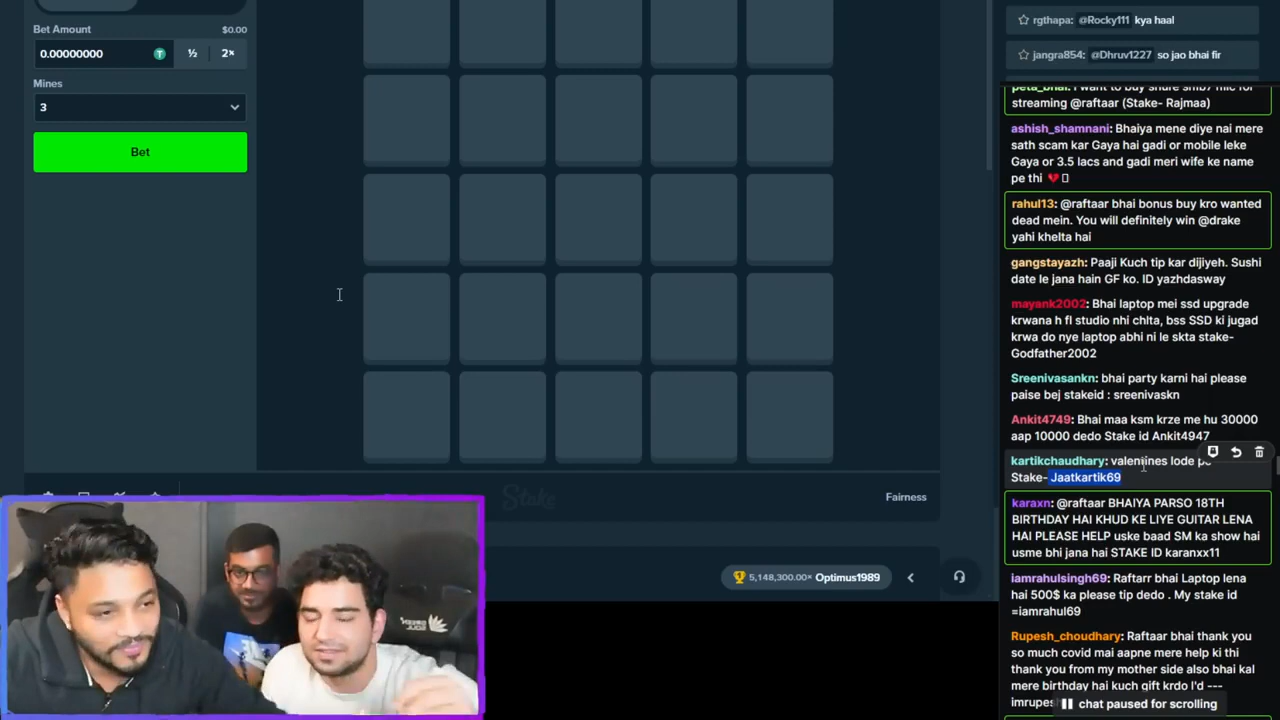 Bet Amount
$0.00
0.00000000
½
2×
Mines
3
Bet
Stake
Fairness
5,148,300.00× Optimus1989
rgthapa: @Rocky111 kya haal
jangra854: @Dhruv1227 so jao bhai fir
streaming @raftaar (Stake- Rajmaa)
ashish_shamnani: Bhaiya mene diye nai mere
sath scam kar Gaya hai gadi or mobile leke
Gaya or 3.5 lacs and gadi meri wife ke name
pe thi 💔
rahul13: @raftaar bhai bonus buy kro wanted
dead mein. You will definitely win @drake
yahi khelta hai
gangstayazh: Paaji Kuch tip kar dijiyeh. Sushi
date le jana hain GF ko. ID yazhdasway
mayank2002: Bhai laptop mei ssd upgrade
krwana h fl studio nhi chlta, bss SSD ki jugad
krwa do nye laptop abhi ni le skta stake-
Godfather2002
Sreenivasankn: bhai party karni hai please
paise bej stakeid : sreenivaskn
Ankit4749: Bhai maa ksm krze me hu 30000
aap 10000 dedo Stake id Ankit4947
kartikchaudhary: valentines lode pe
Stake- Jaatkartik69
karaxn: @raftaar BHAIYA PARSO 18TH
BIRTHDAY HAI KHUD KE LIYE GUITAR LENA
HAI PLEASE HELP uske baad SM ka show hai
usme bhi jana hai STAKE ID karanxx11
iamrahulsingh69: Raftarr bhai Laptop lena
hai 500$ ka please tip dedo . My stake id
=iamrahul69
Rupesh_choudhary: Raftaar bhai thank you
so much covid mai aapne mere help ki thi
thank you from my mother side also bhai kal
mere birthday hai kuch gift krdo I'd ---
chat paused for scrolling